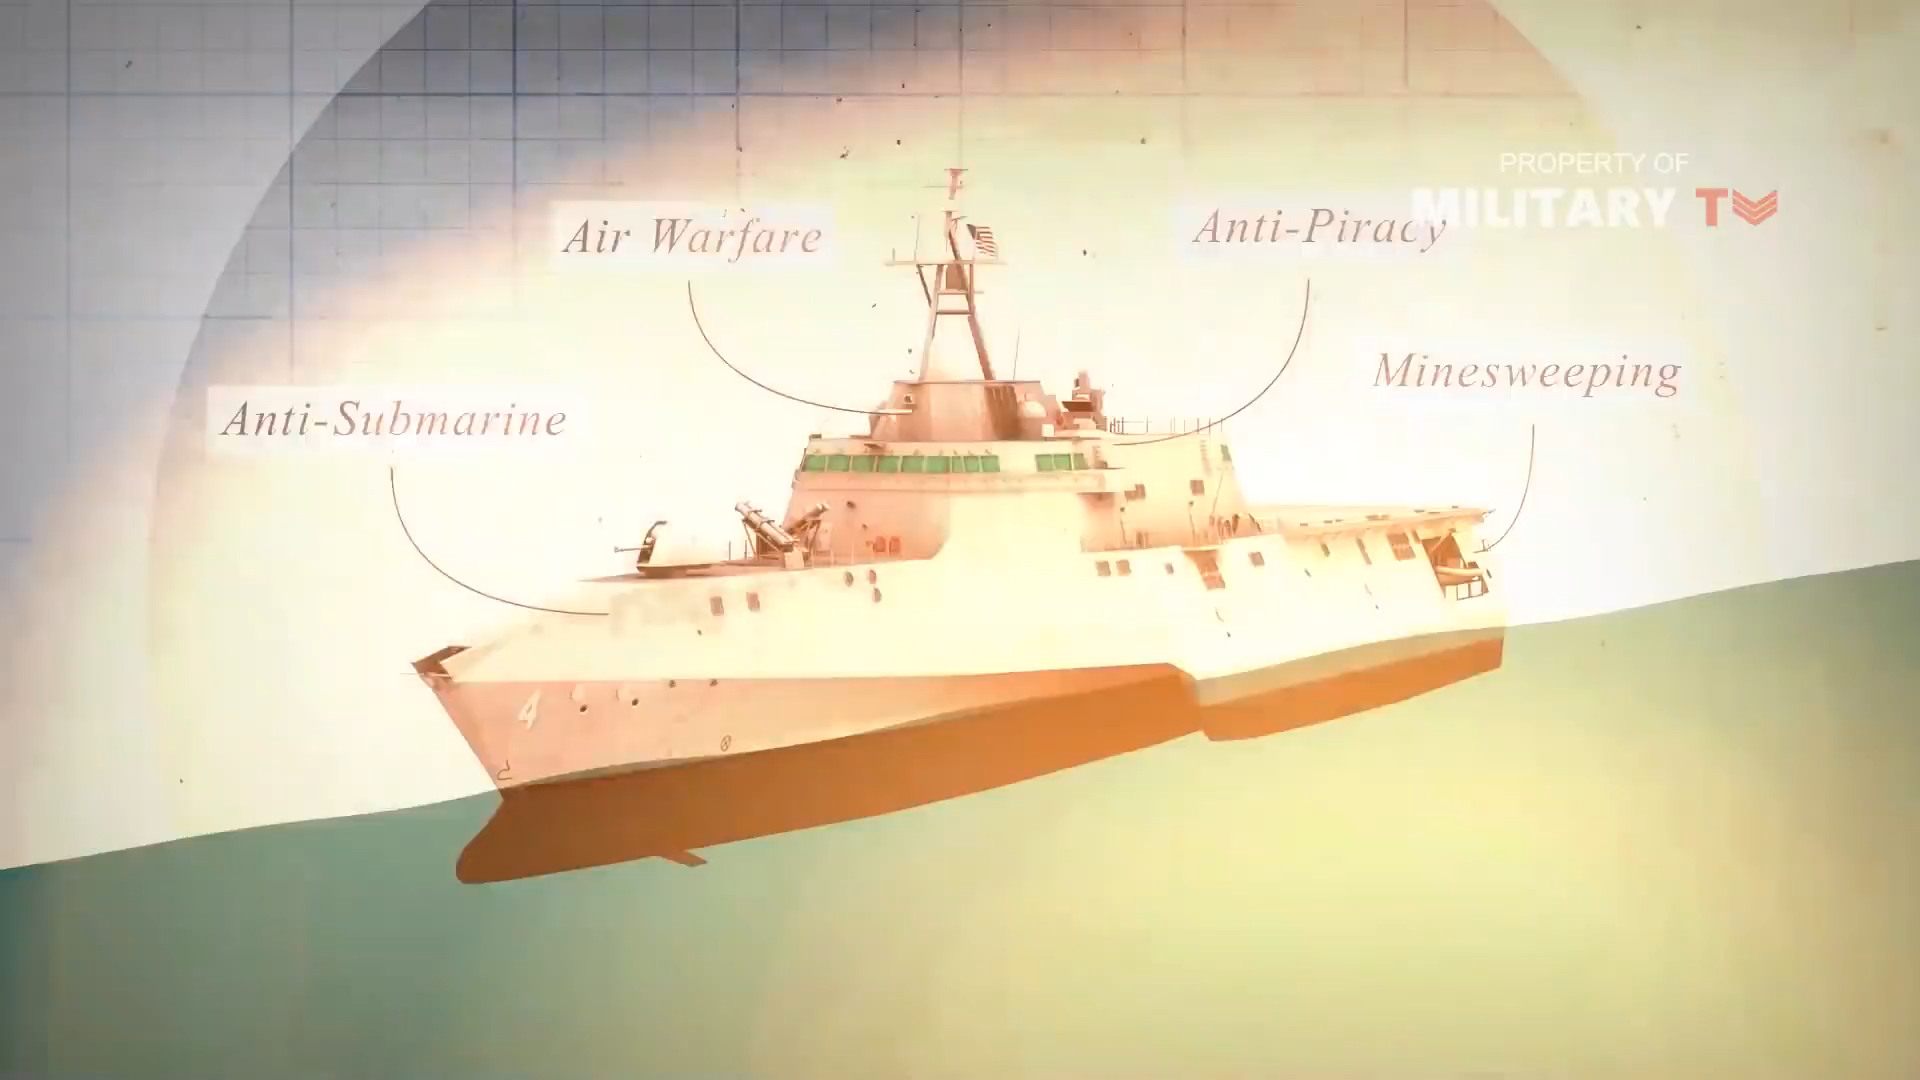 PROPERTY OF
MILITARY TV
Air Warfare
Anti-Piracy
Minesweeping
Anti-Submarine
4